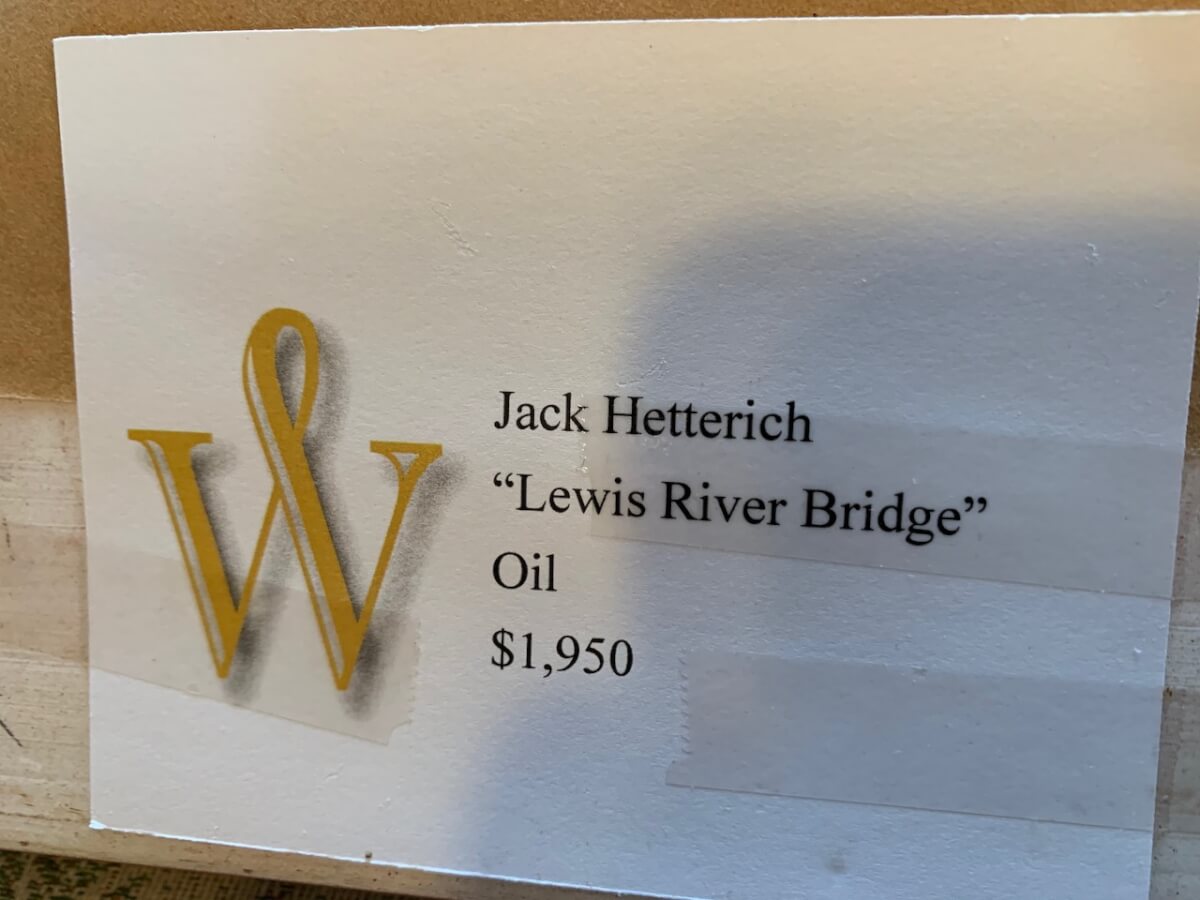 W
Jack Hetterich
“Lewis River Bridge”
Oil
$1,950